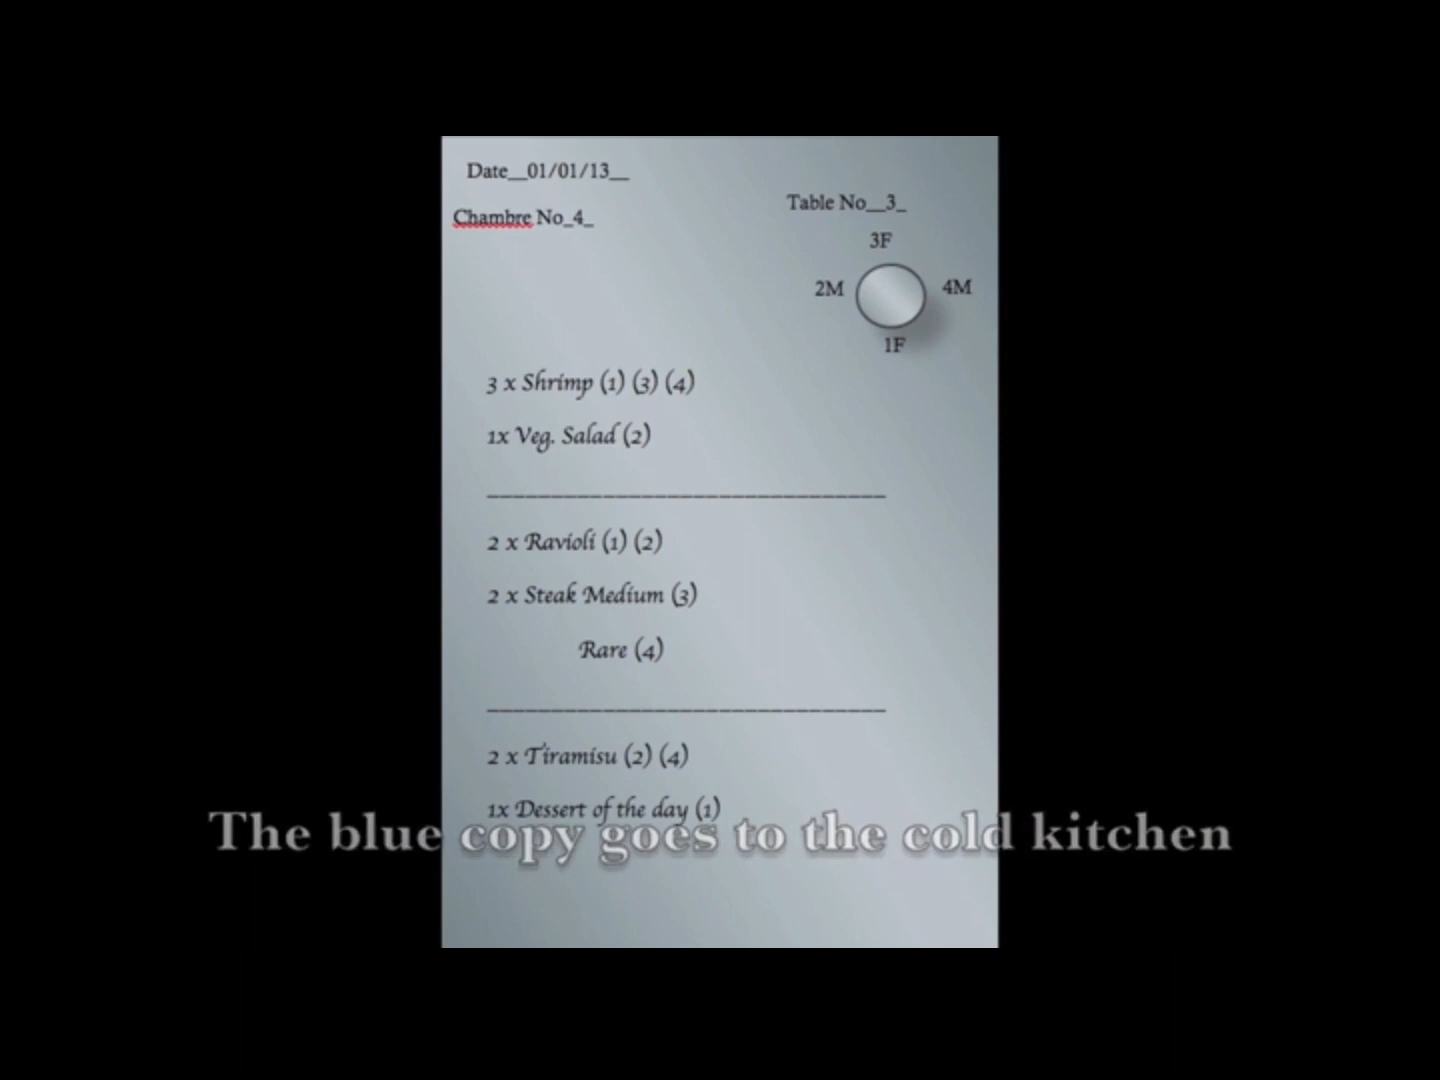 Date__01/01/13__
Table No__3_
Chambre No_4_
3F
2M
4M
1F
3 x Shrimp (1) (3) (4)
1x Veg. Salad (2)
_______________________________
2 x Ravioli (1) (2)
2 x Steak Medium (3)
Rare (4)
_______________________________
2 x Tiramisu (2) (4)
1x Dessert of the day (1)
The blue copy goes to the cold kitchen